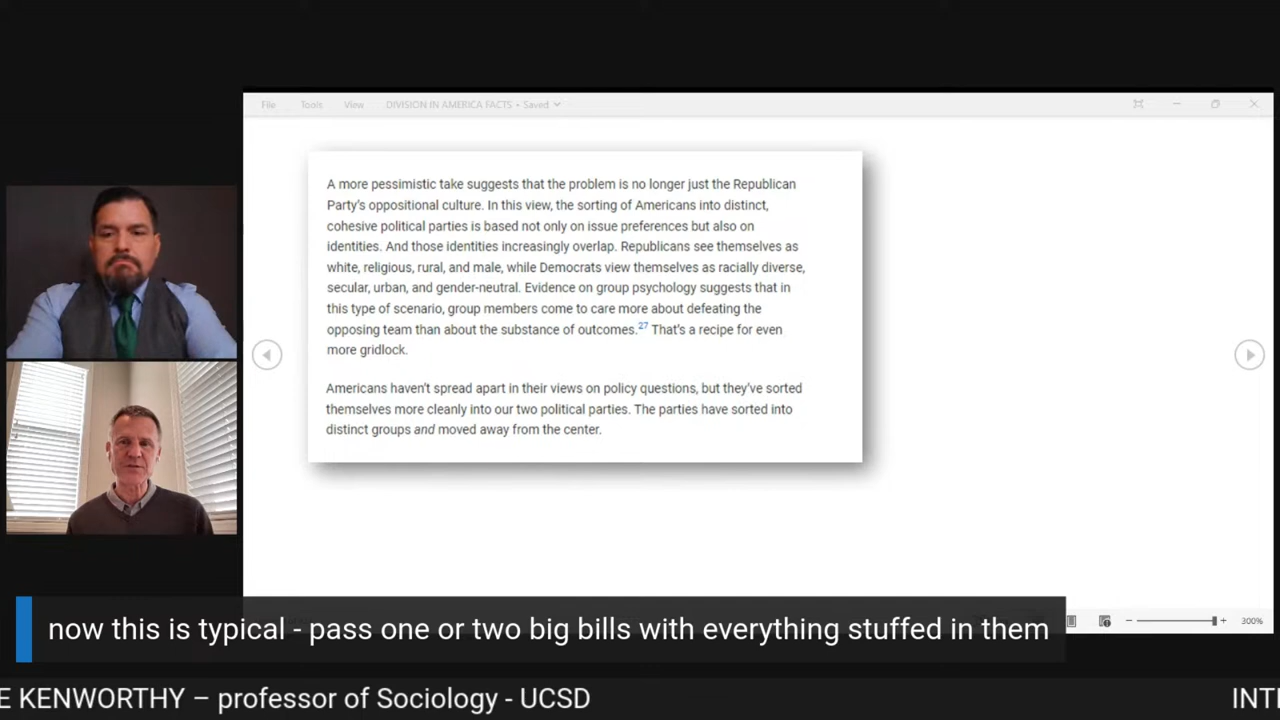 File Tools View DIVISION IN AMERICA FACTS • Saved
A more pessimistic take suggests that the problem is no longer just the Republican
Party's oppositional culture. In this view, the sorting of Americans into distinct,
cohesive political parties is based not only on issue preferences but also on
identities. And those identities increasingly overlap. Republicans see themselves as
white, religious, rural, and male, while Democrats view themselves as racially diverse,
secular, urban, and gender-neutral. Evidence on group psychology suggests that in
this type of scenario, group members come to care more about defeating the
opposing team than about the substance of outcomes.27 That's a recipe for even
more gridlock.
Americans haven't spread apart in their views on policy questions, but they've sorted
themselves more cleanly into our two political parties. The parties have sorted into
distinct groups and moved away from the center.
300%
now this is typical - pass one or two big bills with everything stuffed in them
E KENWORTHY – professor of Sociology - UCSD
INT